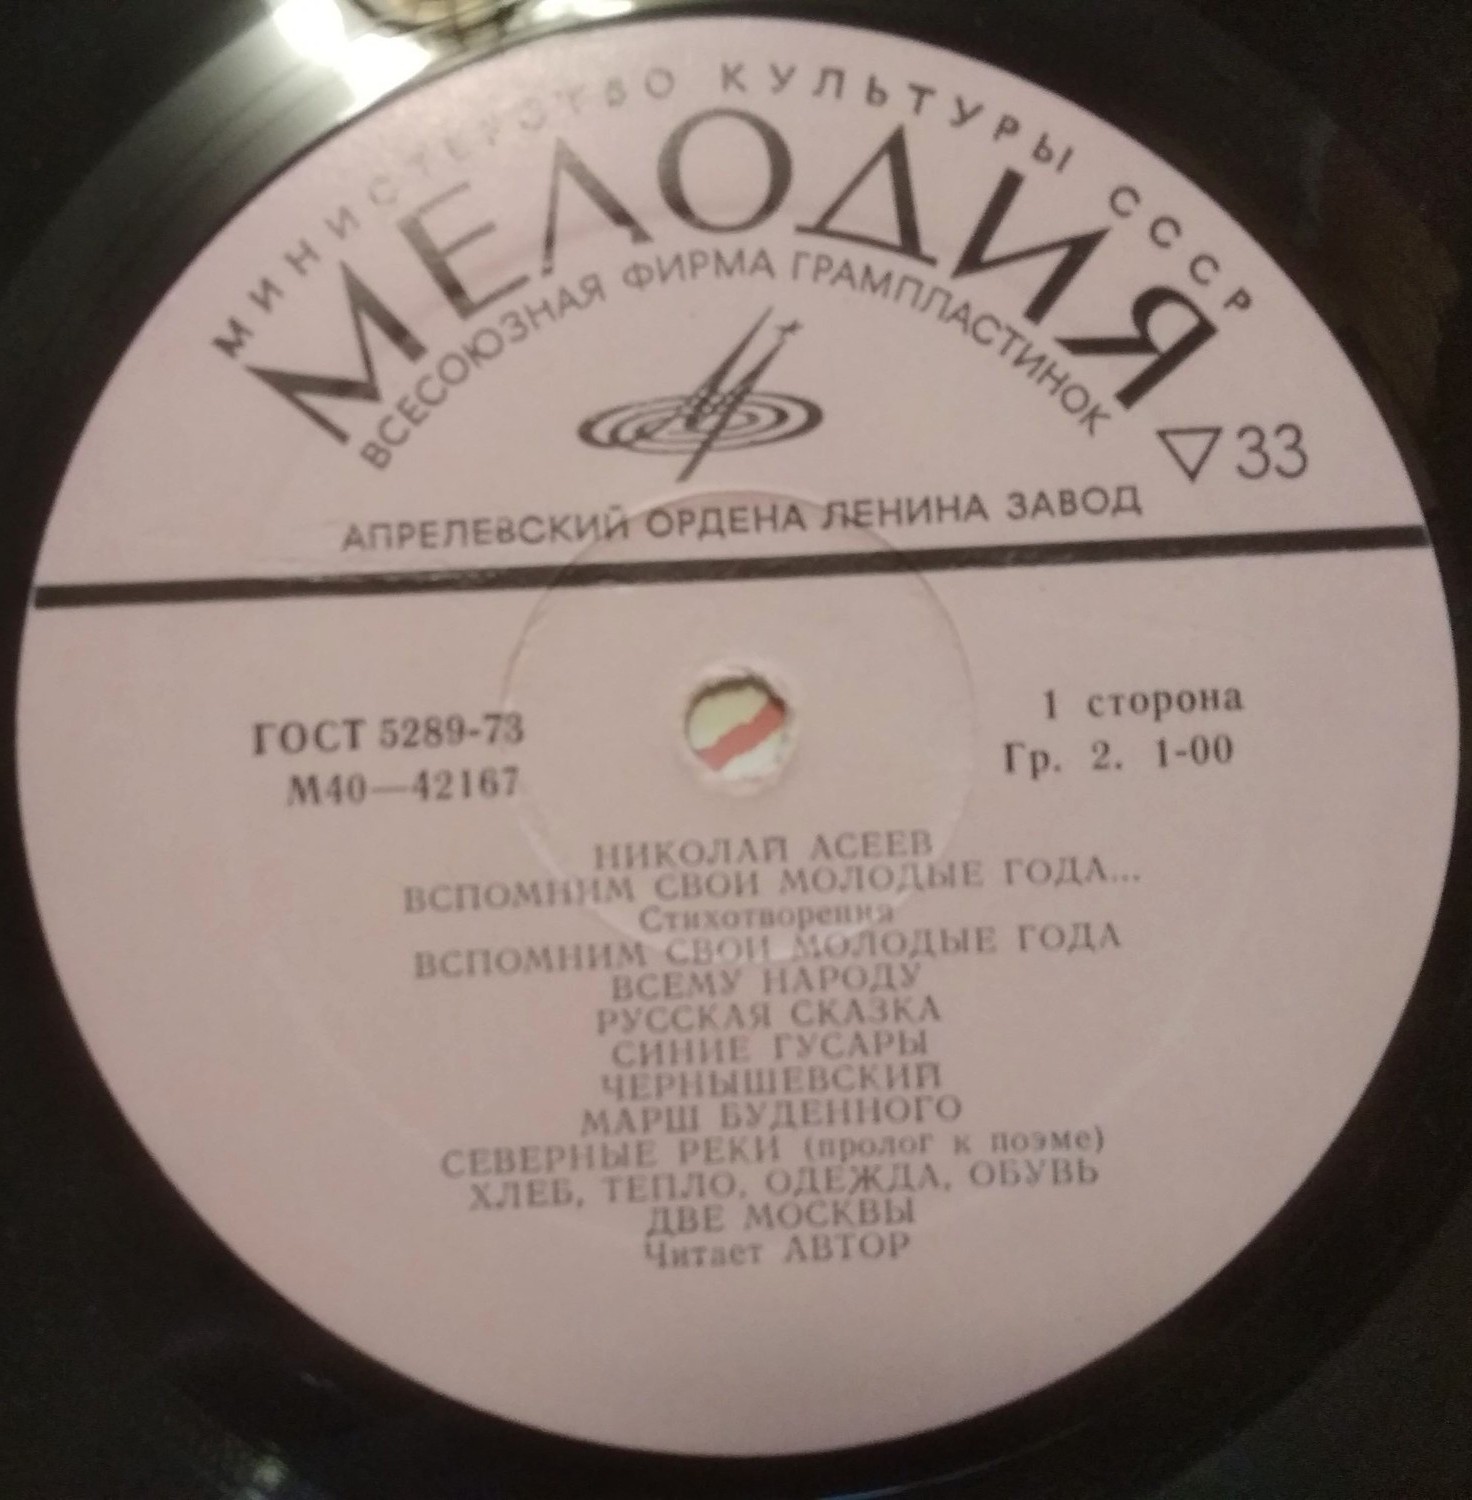 МИНИСТЕРСТВО КУЛЬТУРЫ СССР
МЕЛОДИЯ
ВСЕСОЮЗНАЯ ФИРМА ГРАМПЛАСТИНОК
33
АПРЕЛЕВСКИЙ ОРДЕНА ЛЕНИНА ЗАВОД
ГОСТ 5289-73
М40—42167
1 сторона
Гр. 2. 1-00
НИКОЛАЙ АСЕЕВ
ВСПОМНИМ СВОИ МОЛОДЫЕ ГОДА...
Стихотворения
ВСПОМНИМ СВОИ МОЛОДЫЕ ГОДА
ВСЕМУ НАРОДУ
РУССКАЯ СКАЗКА
СИНИЕ ГУСАРЫ
ЧЕРНЫШЕВСКИЙ
МАРШ БУДЕННОГО
СЕВЕРНЫЕ РЕКИ (пролог к поэме)
ХЛЕБ, ТЕПЛО, ОДЕЖДА, ОБУВЬ
ДВЕ МОСКВЫ
Читает АВТОР